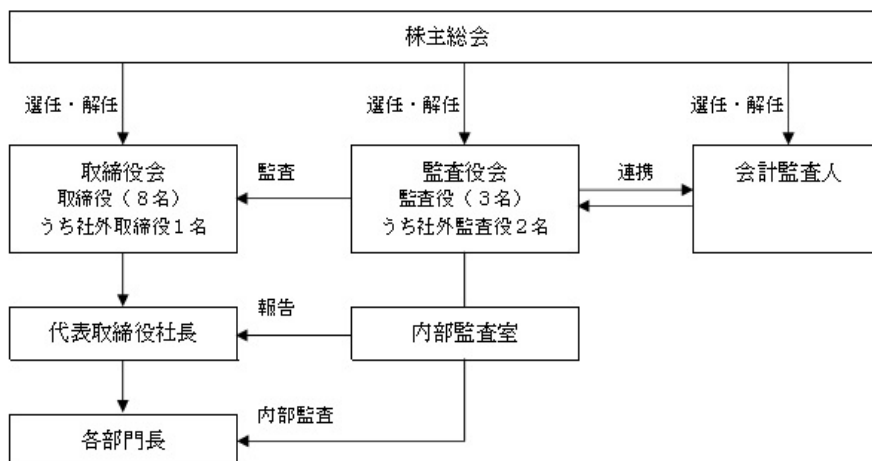 株主総会
選任・解任
選任・解任
選任・解任
取締役会
取締役（８名）
うち社外取締役１名
監査
監査役会
監査役（３名）
うち社外監査役２名
連携
会計監査人
代表取締役社長
報告
内部監査室
各部門長
内部監査